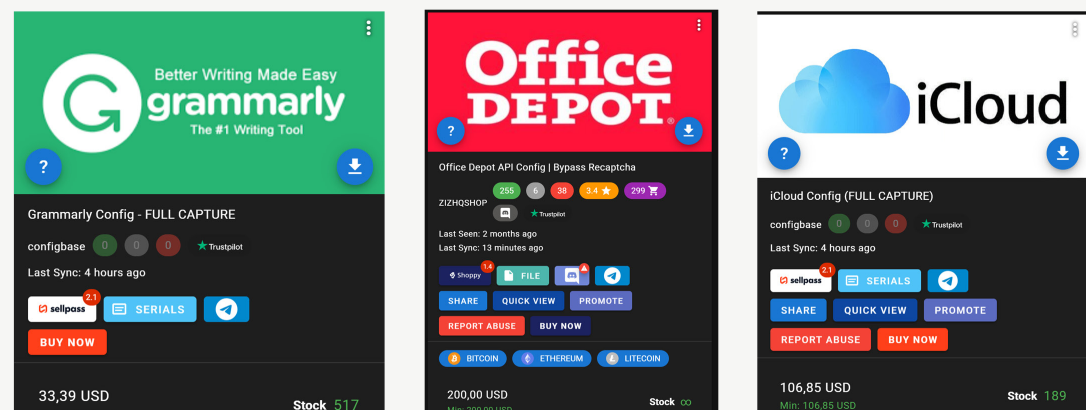 Better Writing Made Easy
grammarly
The #1 Writing Tool
?
Grammarly Config - FULL CAPTURE
configbase 0 0 0 Trustpilot
Last Sync: 4 hours ago
sellpass 2.1 SERIALS
BUY NOW
33,39 USD
Stock 517
Office
DEPOT
?
Office Depot API Config | Bypass Recaptcha
255 6 38 3.4 299
ZIZHQSHOP
Trustpilot
Last Seen: 2 months ago
Last Sync: 13 minutes ago
Shoppy 1.4 FILE
SHARE QUICK VIEW PROMOTE
REPORT ABUSE BUY NOW
BITCOIN ETHEREUM LITECOIN
200,00 USD
Stock ∞
Min: 200,00 USD
iCloud
?
iCloud Config (FULL CAPTURE)
configbase 0 0 0 Trustpilot
Last Sync: 4 hours ago
sellpass 2.1 SERIALS
SHARE QUICK VIEW PROMOTE
REPORT ABUSE BUY NOW
106,85 USD
Stock 189
Min: 106,85 USD